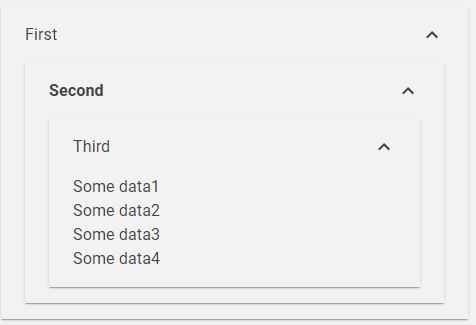 First
Second
Third
Some data1
Some data2
Some data3
Some data4